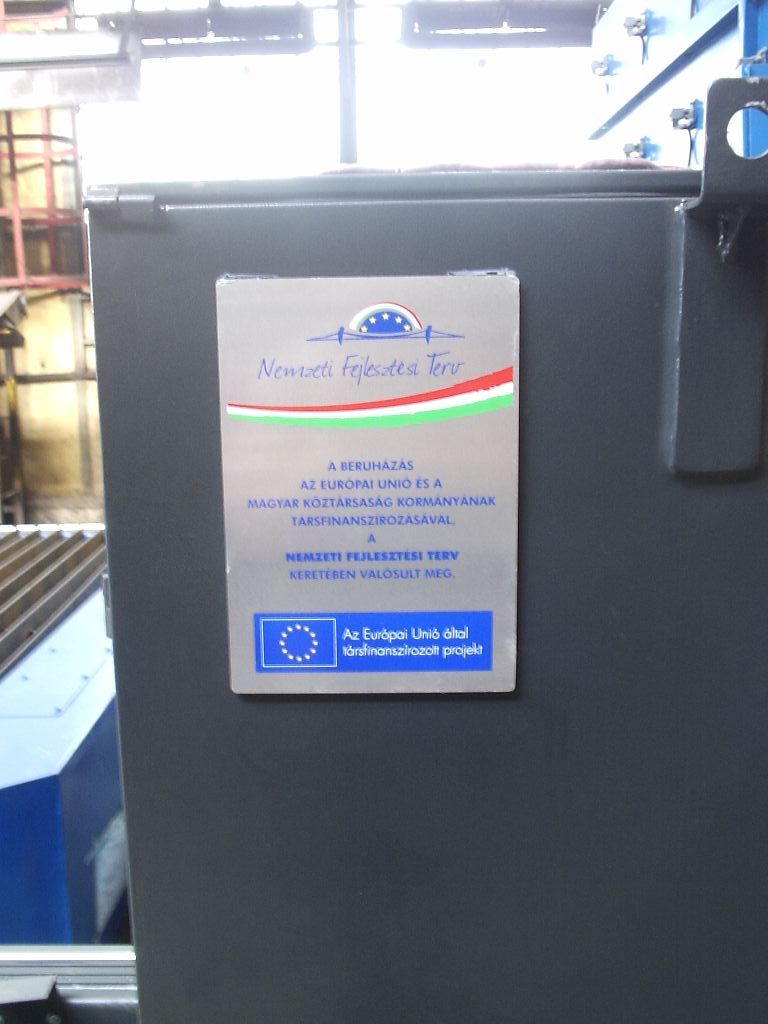 Nemzeti Fejlesztési Terv
A BERUHÁZÁS
AZ EURÓPAI UNIÓ ÉS A
MAGYAR KÖZTÁRSASÁG KORMÁNYÁNAK
TÁRSFINANSZÍROZÁSÁVAL,
A
NEMZETI FEJLESZTÉSI TERV
KERETÉBEN VALÓSULT MEG.
Az Európai Unió által
társfinanszírozott projekt